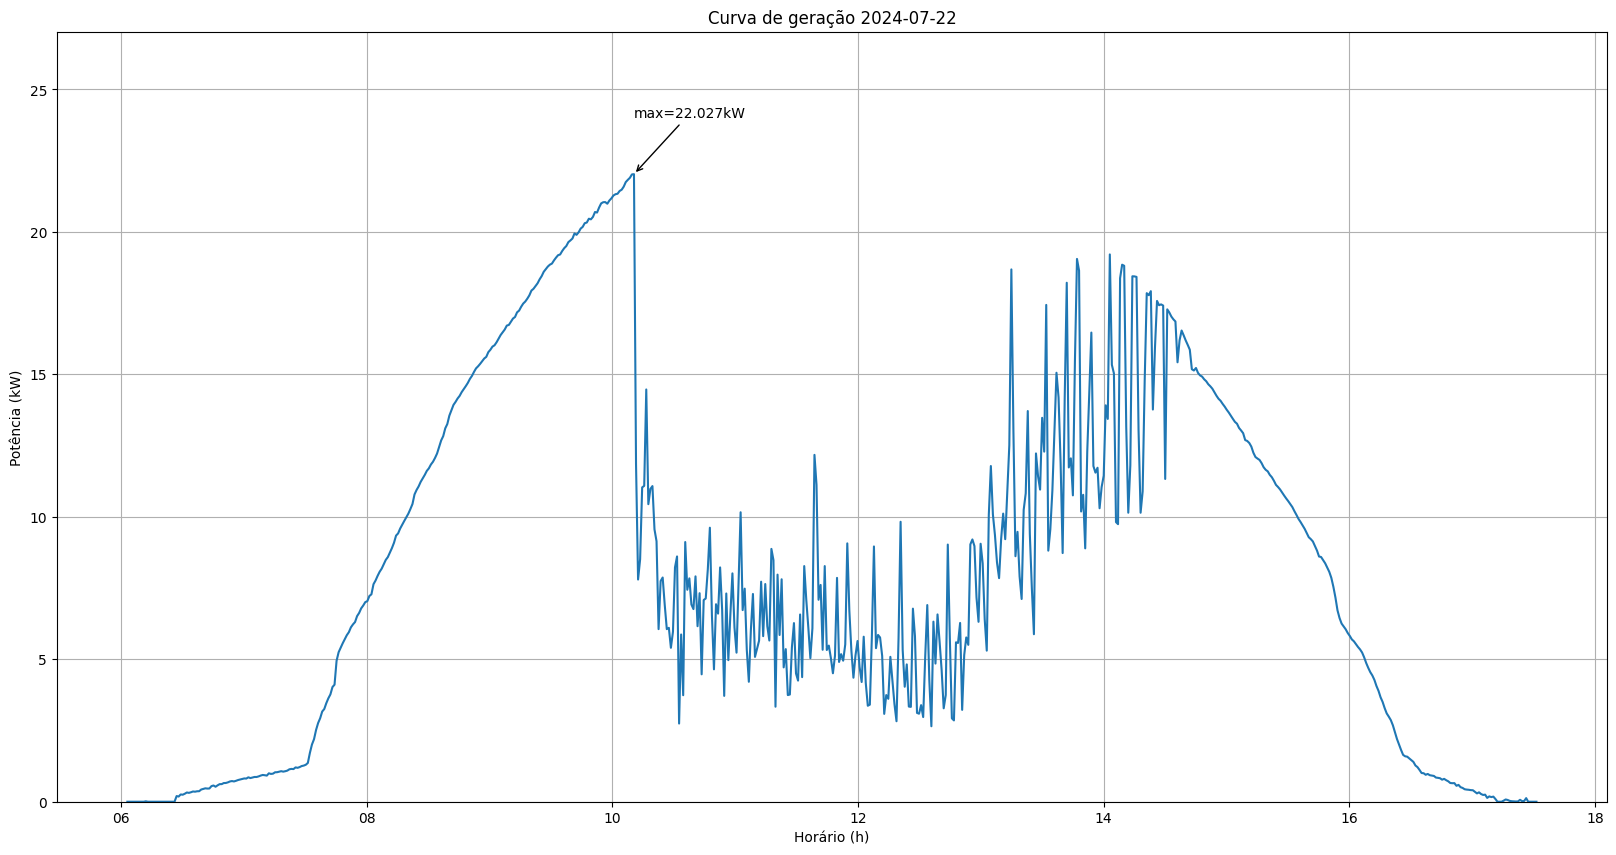 Curva de geração 2024-07-22
25
max=22.027kW
20
15
Potência (kW)
10
5
0
06 08 10 12 14 16 18
Horário (h)